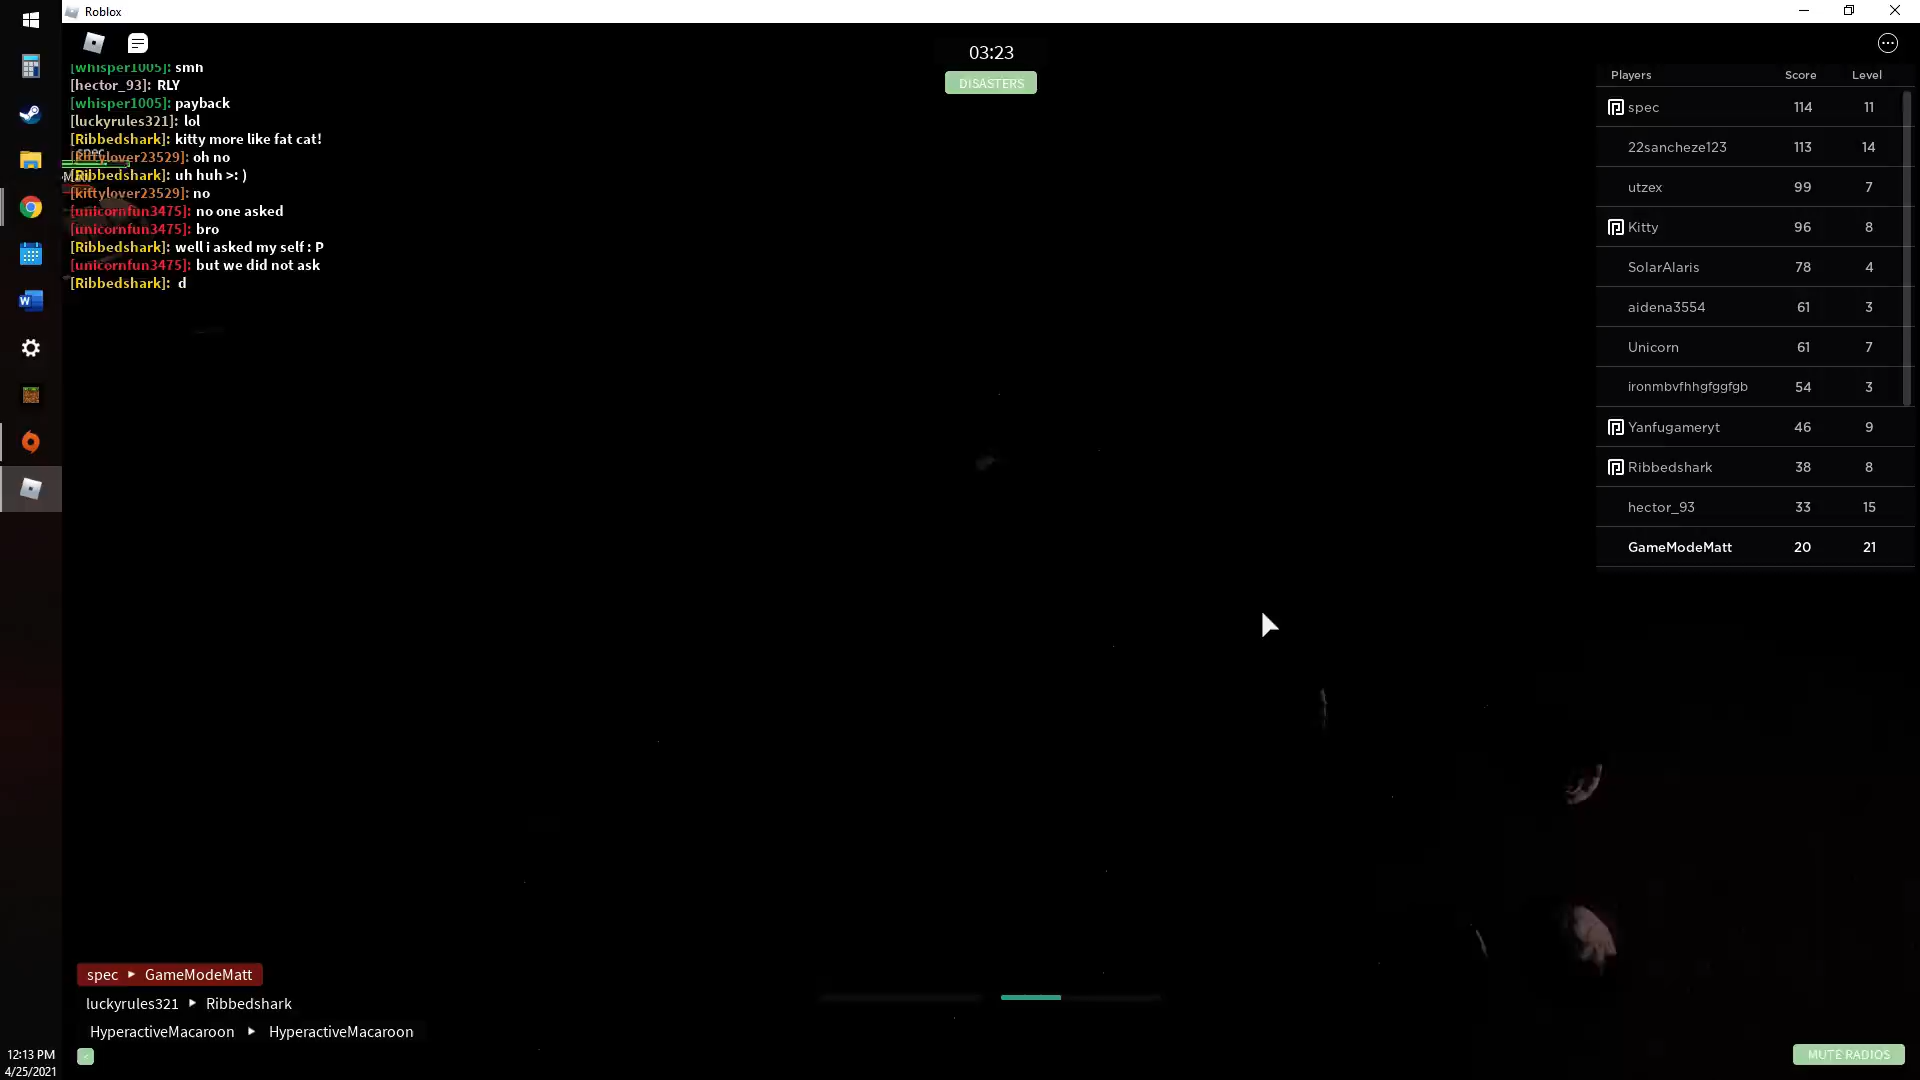 Roblox
03:23
DISASTERS
[whisper1005]: smh
[hector_93]: RLY
[whisper1005]: payback
[luckyrules321]: lol
[Ribbedshark]: kitty more like fat cat!
spec
[kittylover23529]: oh no
[Ribbedshark]: uh huh >: )
[kittylover23529]: no
[unicornfun3475]: no one asked
[unicornfun3475]: bro
[Ribbedshark]: well i asked my self : P
[unicornfun3475]: but we did not ask
[Ribbedshark]: d
Players Score Level
spec 114 11
22sancheze123 113 14
utzex 99 7
Kitty 96 8
SolarAlaris 78 4
aidena3554 61 3
Unicorn 61 7
ironmbvfhhgfggfgb 54 3
Yanfugameryt 46 9
Ribbedshark 38 8
hector_93 33 15
GameModeMatt 20 21
spec ▸ GameModeMatt
luckyrules321 ▸ Ribbedshark
HyperactiveMacaroon ▸ HyperactiveMacaroon
MUTE RADIOS
12:13 PM
4/25/2021